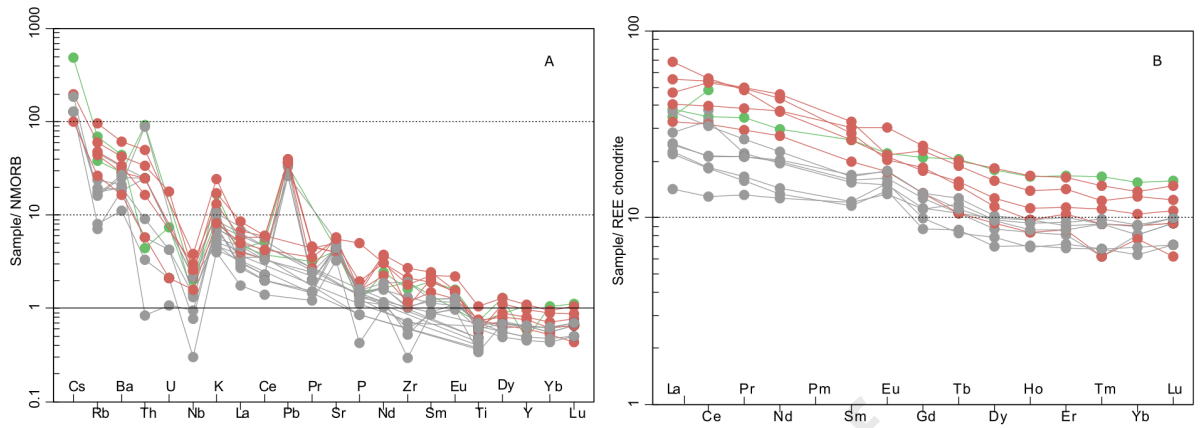 1000
100
10
1
0.1
Sample/ NMORB
A
Cs Ba U K Ce Pr P Zr Eu Dy Yb
Rb Th Nb La Pb Sr Nd Sm Ti Y Lu
100
10
1
Sample/ REE chondrite
B
La Pr Pm Eu Tb Ho Tm Lu
Ce Nd Sm Gd Dy Er Yb